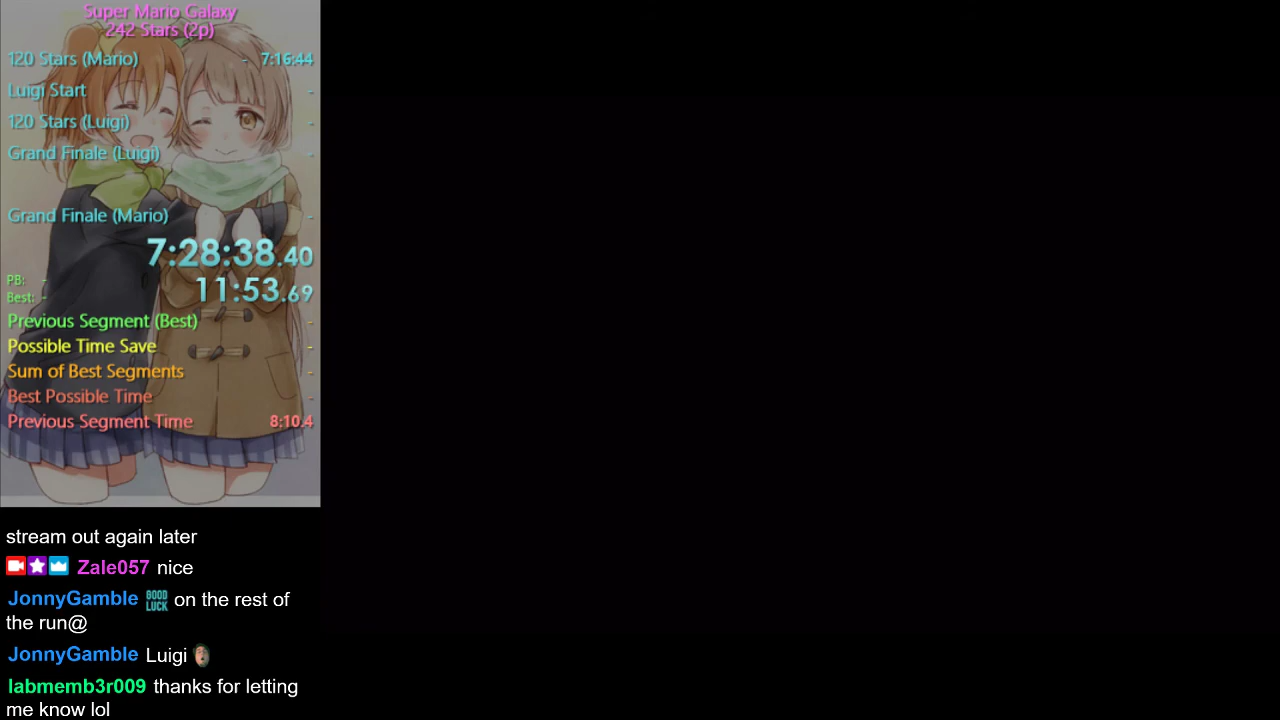 Super Mario Galaxy
242 Stars (2p)
120 Stars (Mario) - 7:16:44
Luigi Start -
120 Stars (Luigi) -
Grand Finale (Luigi) -
Grand Finale (Mario) -
7:28:38.40
PB: -
11:53.69
Best: -
Previous Segment (Best) -
Possible Time Save -
Sum of Best Segments -
Best Possible Time -
Previous Segment Time 8:10.4
stream out again later
Zale057 nice
JonnyGamble GOOD LUCK on the rest of
the run@
JonnyGamble Luigi
labmemb3r009 thanks for letting
me know lol